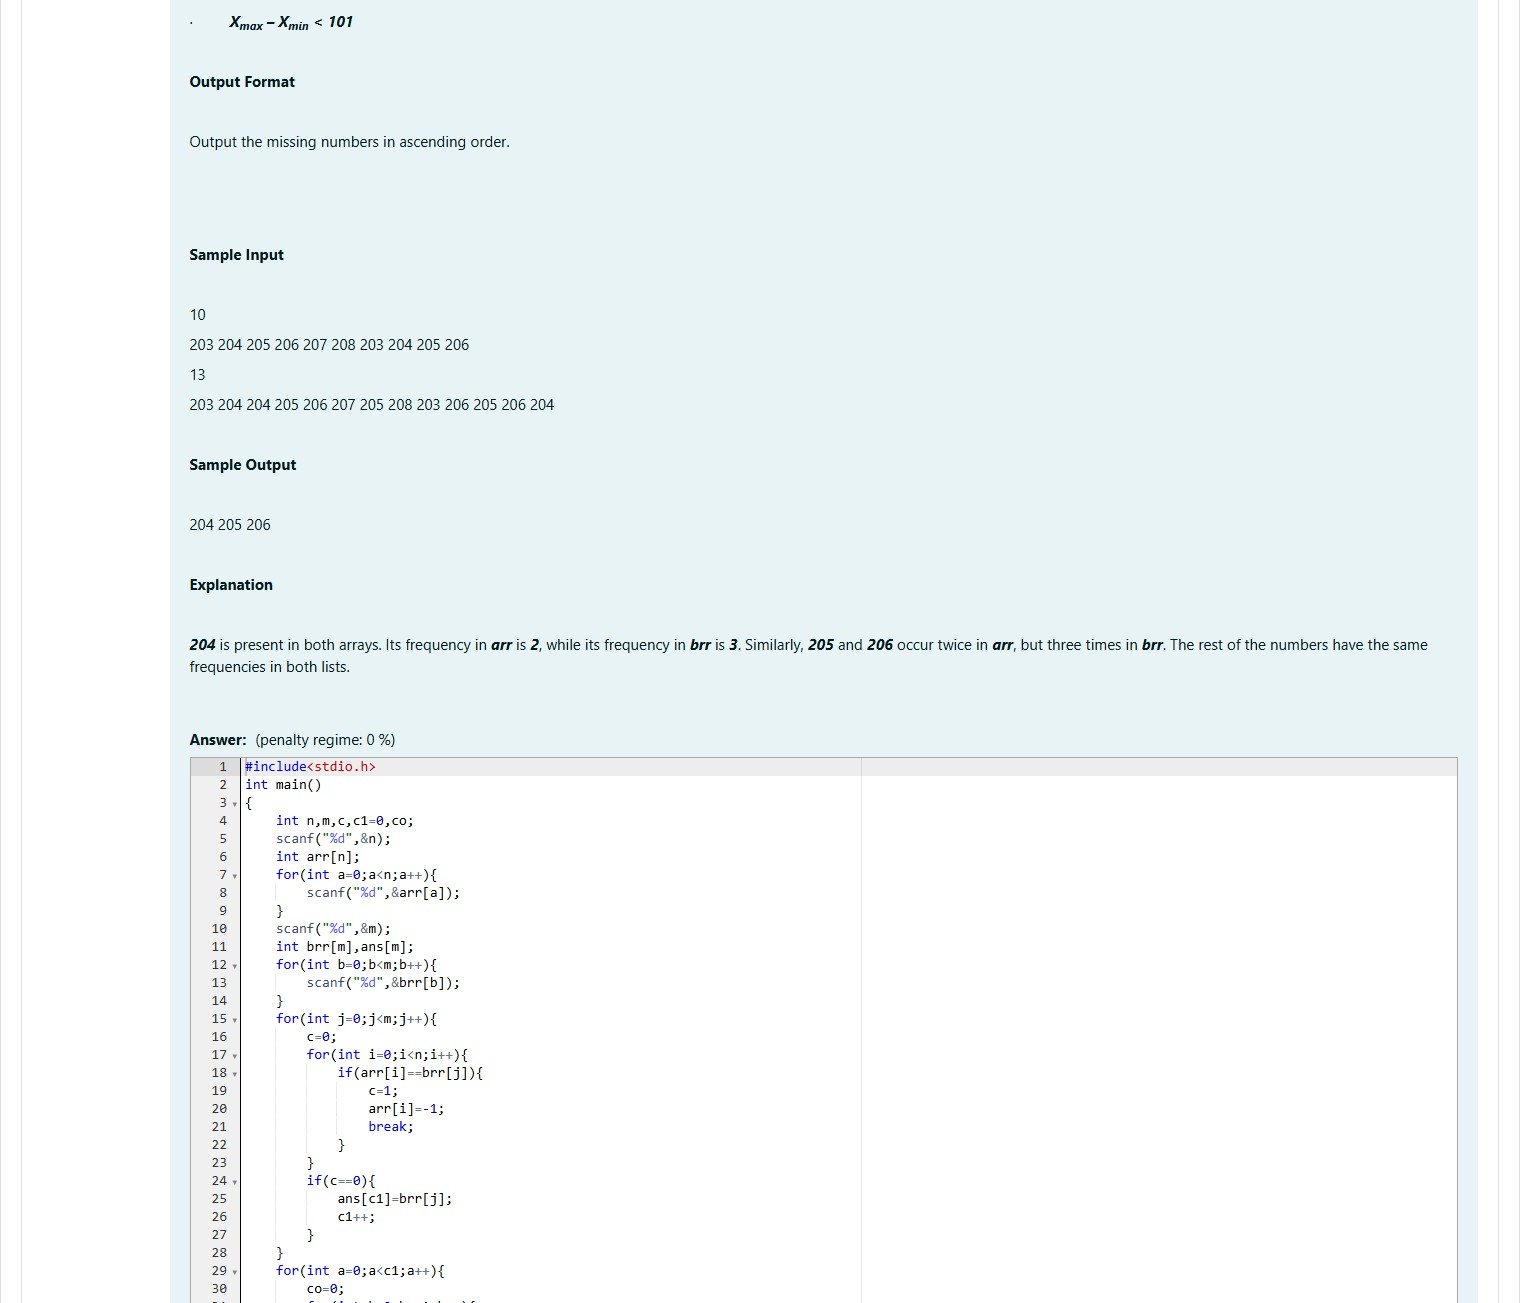 · Xmax – Xmin < 101
Output Format
Output the missing numbers in ascending order.
Sample Input
10
203 204 205 206 207 208 203 204 205 206
13
203 204 204 205 206 207 205 208 203 206 205 206 204
Sample Output
204 205 206
Explanation
204 is present in both arrays. Its frequency in arr is 2, while its frequency in brr is 3. Similarly, 205 and 206 occur twice in arr, but three times in brr. The rest of the numbers have the same
frequencies in both lists.
Answer: (penalty regime: 0 %)
1 #include<stdio.h>
2 int main()
3 {
4 int n,m,c,c1=0,co;
5 scanf("%d",&n);
6 int arr[n];
7 for(int a=0;a<n;a++){
8 scanf("%d",&arr[a]);
9 }
10 scanf("%d",&m);
11 int brr[m],ans[m];
12 for(int b=0;b<m;b++){
13 scanf("%d",&brr[b]);
14 }
15 for(int j=0;j<m;j++){
16 c=0;
17 for(int i=0;i<n;i++){
18 if(arr[i]==brr[j]){
19 c=1;
20 arr[i]=-1;
21 break;
22 }
23 }
24 if(c==0){
25 ans[c1]=brr[j];
26 c1++;
27 }
28 }
29 for(int a=0;a<c1;a++){
30 co=0;